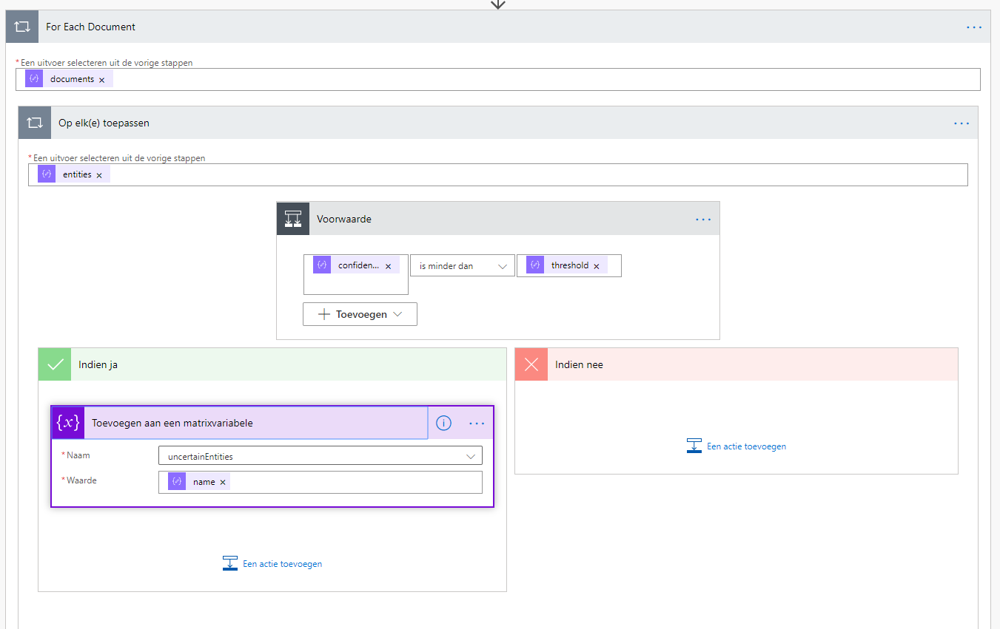 For Each Document
* Een uitvoer selecteren uit de vorige stappen
documents
Op elk(e) toepassen
* Een uitvoer selecteren uit de vorige stappen
entities
Voorwaarde
confiden... is minder dan threshold
Toevoegen
Indien ja
Indien nee
{x} Toevoegen aan een matrixvariabele
* Naam uncertainEntities
* Waarde name
Een actie toevoegen
Een actie toevoegen